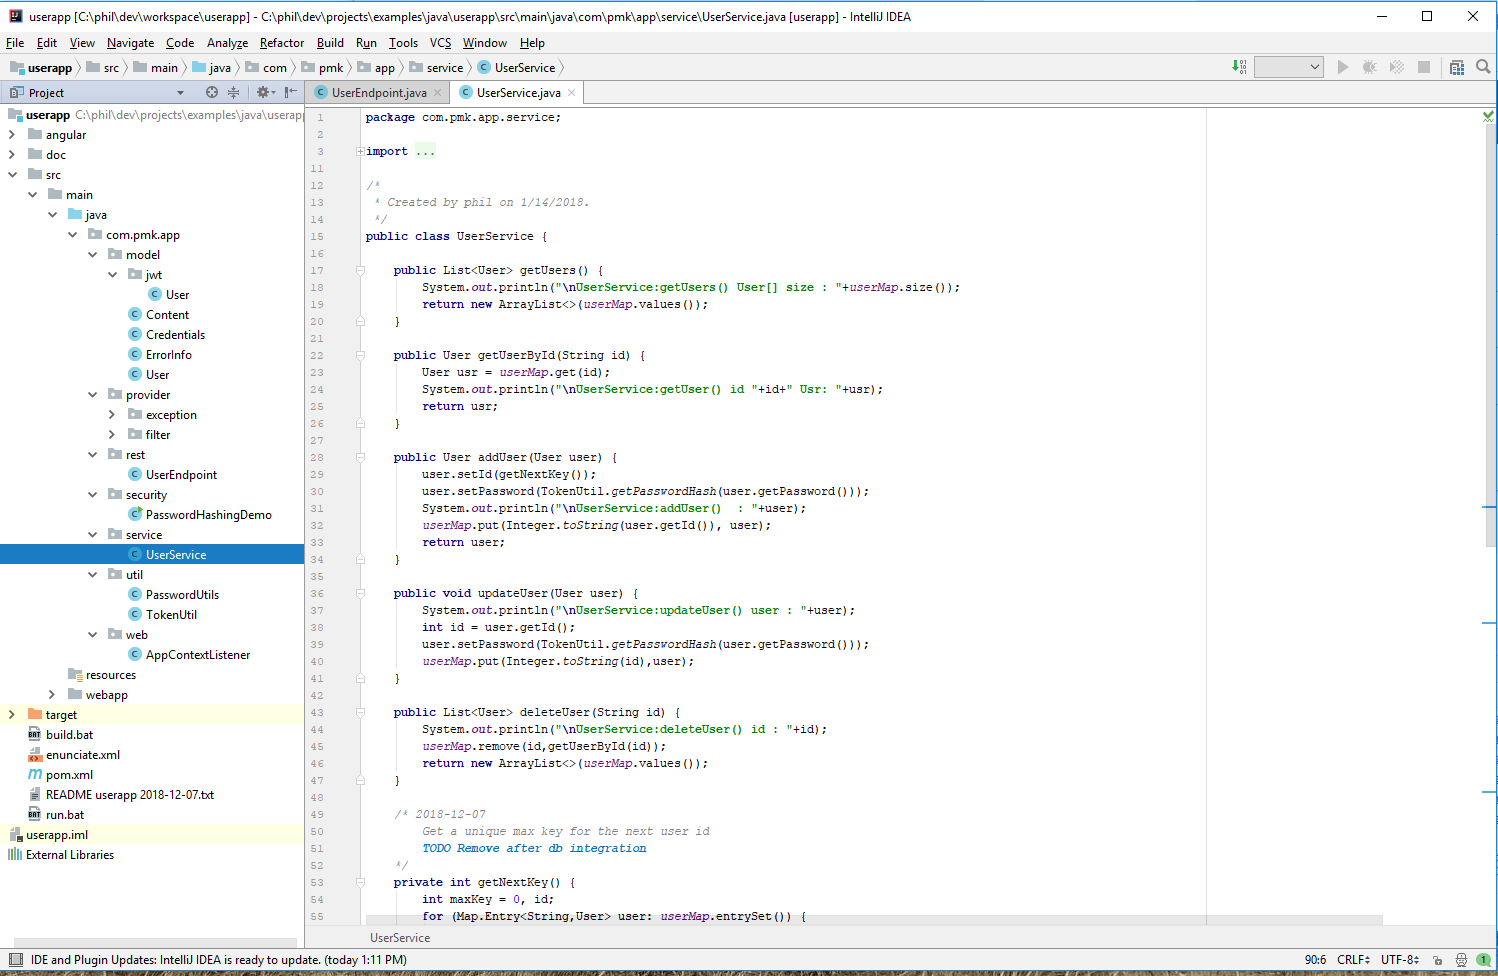 userapp [C:\phil\dev\workspace\userapp] - C:\phil\dev\projects\examples\java\userapp\src\main\java\com\pmk\app\service\UserService.java [userapp] - IntelliJ IDEA
File Edit View Navigate Code Analyze Refactor Build Run Tools VCS Window Help
userapp src main java com pmk app service UserService
Project
UserEndpoint.java UserService.java
userapp C:\phil\dev\projects\examples\java\userapp
angular
doc
src
main
java
com.pmk.app
model
jwt
User
Content
Credentials
ErrorInfo
User
provider
exception
filter
rest
UserEndpoint
security
PasswordHashingDemo
service
UserService
util
PasswordUtils
TokenUtil
web
AppContextListener
resources
webapp
target
build.bat
enunciate.xml
pom.xml
README userapp 2018-12-07.txt
run.bat
userapp.iml
External Libraries
1 package com.pmk.app.service;
2
3 import ...
11
12 /*
13 * Created by phil on 1/14/2018.
14 */
15 public class UserService {
16
17 public List<User> getUsers() {
18 System.out.println("\nUserService:getUsers() User[] size : "+userMap.size());
19 return new ArrayList<>(userMap.values());
20 }
21
22 public User getUserById(String id) {
23 User usr = userMap.get(id);
24 System.out.println("\nUserService:getUser() id "+id+" Usr: "+usr);
25 return usr;
26 }
27
28 public User addUser(User user) {
29 user.setId(getNextKey());
30 user.setPassword(TokenUtil.getPasswordHash(user.getPassword()));
31 System.out.println("\nUserService:addUser()  : "+user);
32 userMap.put(Integer.toString(user.getId()), user);
33 return user;
34 }
35
36 public void updateUser(User user) {
37 System.out.println("\nUserService:updateUser() user : "+user);
38 int id = user.getId();
39 user.setPassword(TokenUtil.getPasswordHash(user.getPassword()));
40 userMap.put(Integer.toString(id),user);
41 }
42
43 public List<User> deleteUser(String id) {
44 System.out.println("\nUserService:deleteUser() id : "+id);
45 userMap.remove(id,getUserById(id));
46 return new ArrayList<>(userMap.values());
47 }
48
49 /* 2018-12-07
50 Get a unique max key for the next user id
51 TODO Remove after db integration
52 */
53 private int getNextKey() {
54 int maxKey = 0, id;
55 for (Map.Entry<String,User> user: userMap.entrySet()) {
UserService
IDE and Plugin Updates: IntelliJ IDEA is ready to update. (today 1:11 PM) 90:6 CRLF UTF-8 1